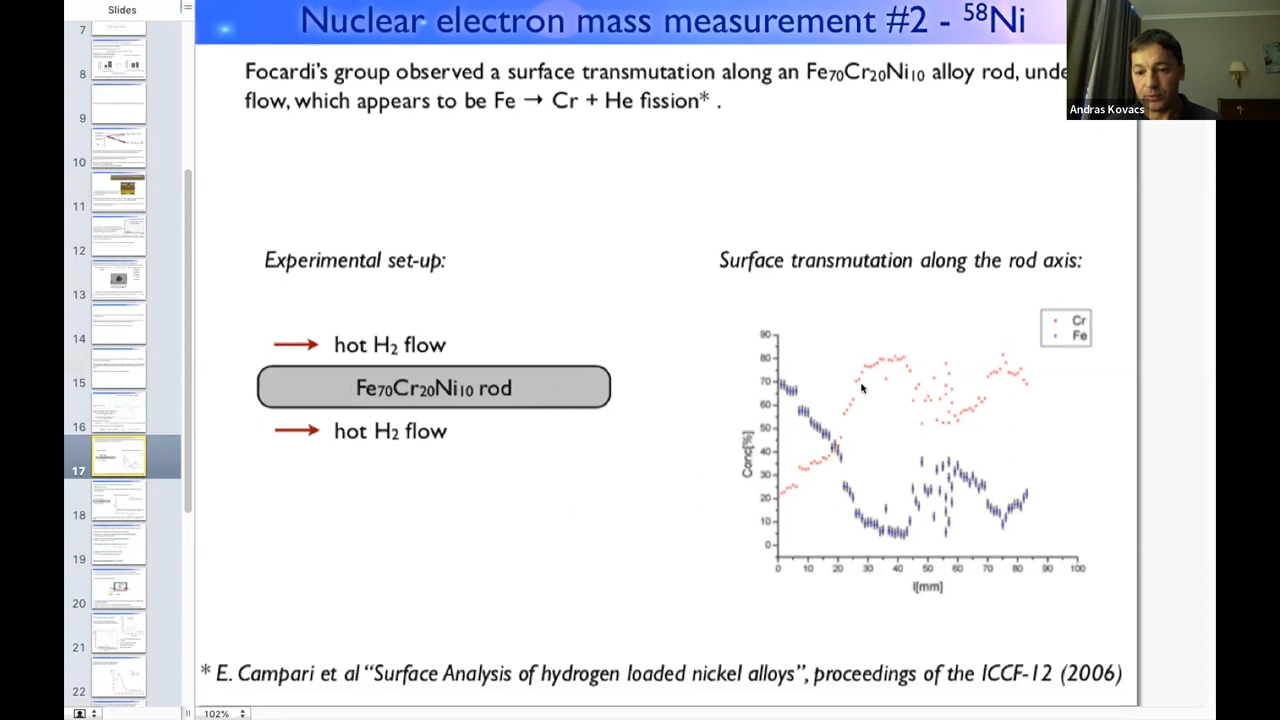 Slides
Nuclear electron mass measurement #2 - ⁵⁸Ni
7
Focardi's group observed a surface transmutation along an Fe₇₀Cr₂₀Ni₁₀ alloy rod, unde
8
flow, which appears to be Fe → Cr + He fission* .
Andras Kovacs
9
10
11
12
Experimental set-up:
Surface transmutation along the rod axis:
13
14
hot H₂ flow
Fe₇₀Cr₂₀Ni₁₀ rod
hot H₂ flow
Cr
Fe
90
80
70
60
50
40
30
20
10
0
Conc[%]
0 10 20 30 40 50 60 70 80 90 100
l[mm]
15
16
17
18
19
20
21
22
* E. Campari et al “Surface Analysis of hydrogen loaded nickel alloys”, proceedings of the ICCF-12 (2006)
102%